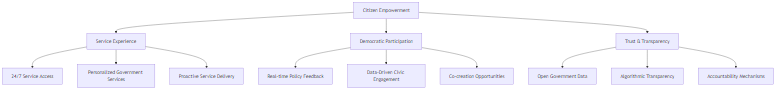 Citizen Empowerment
Service Experience
Democratic Participation
Trust & Transparency
24/7 Service Access
Personalized Government
Services
Proactive Service Delivery
Real-time Policy Feedback
Data-Driven Civic
Engagement
Co-creation Opportunities
Open Government Data
Algorithmic Transparency
Accountability Mechanisms